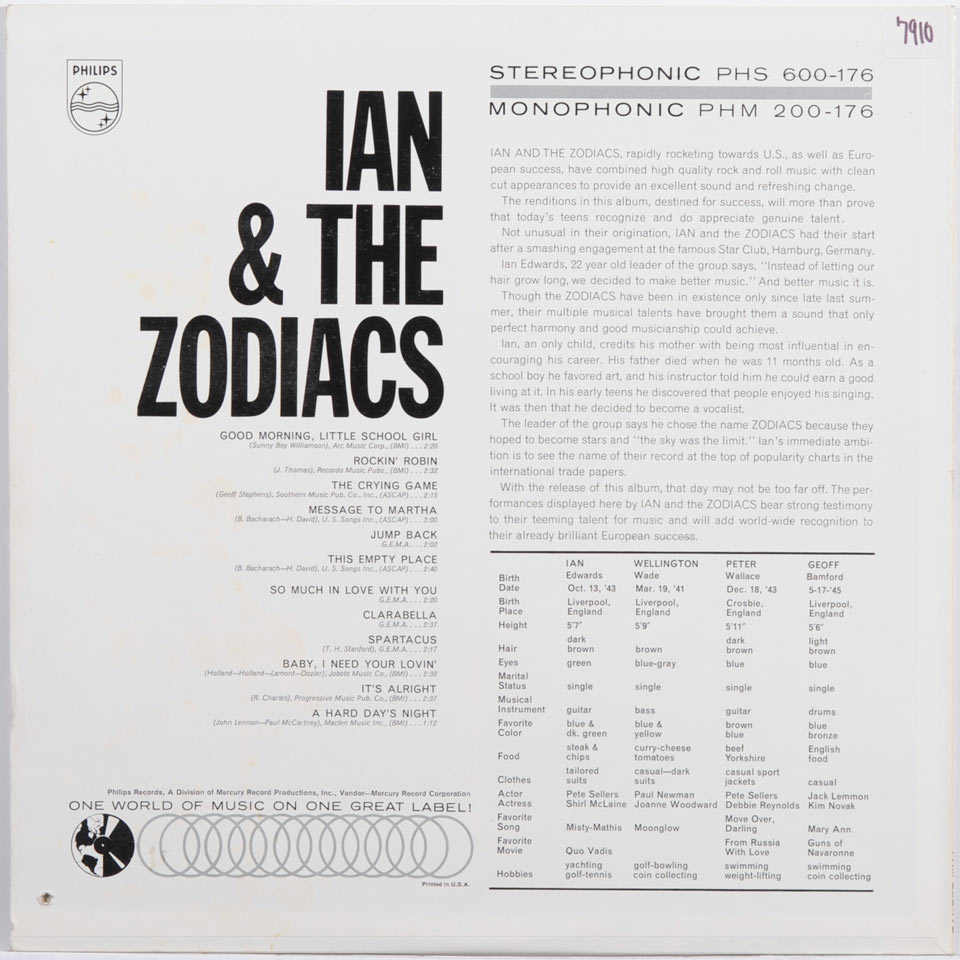 7910
PHILIPS
IAN
& THE
ZODIACS
GOOD MORNING, LITTLE SCHOOL GIRL
(Sunny Boy Williamson), Arc Music Corp., (BMI) . . . 2:20
ROCKIN' ROBIN
(J. Thomas), Recordo Music Pubs., (BMI) . . . 2:32
THE CRYING GAME
(Geoff Stephens), Southern Music Pub. Co., Inc., (ASCAP) . . . 2:15
MESSAGE TO MARTHA
(B. Bacharach—H. David), U. S. Songs Inc., (ASCAP) . . . 3:00
JUMP BACK
G.E.M.A. . . . 2:02
THIS EMPTY PLACE
(B. Bacharach—H. David), U. S. Songs Inc., (ASCAP) . . . 2:40
SO MUCH IN LOVE WITH YOU
G.E.M.A. . . . 2:20
CLARABELLA
G.E.M.A. . . . 2:37
SPARTACUS
(T. H. Stanford), G.E.M.A. . . . 2:17
BABY, I NEED YOUR LOVIN'
(Holland—Holland—Lamont—Dozier), Jobete Music Co., (BMI) . . . 2:32
IT'S ALRIGHT
(R. Charles), Progressive Music Pub. Co., (BMI) . . . 2:37
A HARD DAY'S NIGHT
(John Lennon—Paul McCartney), Maclen Music Inc., (BMI) . . . 1:12
Philips Records, A Division of Mercury Record Productions, Inc., Vendor—Mercury Record Corporation
ONE WORLD OF MUSIC ON ONE GREAT LABEL!
Printed in U.S.A.
STEREOPHONIC PHS 600-176
MONOPHONIC PHM 200-176
IAN AND THE ZODIACS, rapidly rocketing towards U.S., as well as Euro-
pean success, have combined high quality rock and roll music with clean
cut appearances to provide an excellent sound and refreshing change.
The renditions in this album, destined for success, will more than prove
that today's teens recognize and do appreciate genuine talent.
Not unusual in their origination, IAN and the ZODIACS had their start
after a smashing engagement at the famous Star Club, Hamburg, Germany.
Ian Edwards, 22 year old leader of the group says, "Instead of letting our
hair grow long, we decided to make better music." And better music it is.
Though the ZODIACS have been in existence only since late last sum-
mer, their multiple musical talents have brought them a sound that only
perfect harmony and good musicianship could achieve.
Ian, an only child, credits his mother with being most influential in en-
couraging his career. His father died when he was 11 months old. As a
school boy he favored art, and his instructor told him he could earn a good
living at it. In his early teens he discovered that people enjoyed his singing.
It was then that he decided to become a vocalist.
The leader of the group says he chose the name ZODIACS because they
hoped to become stars and "the sky was the limit." Ian's immediate ambi-
tion is to see the name of their record at the top of popularity charts in the
international trade papers.
With the release of this album, that day may not be too far off. The per-
formances displayed here by IAN and the ZODIACS bear strong testimony
to their teeming talent for music and will add world-wide recognition to
their already brilliant European success.
IAN WELLINGTON PETER GEOFF
Edwards Wade Wallace Bamford
Birth
Date Oct. 13, '43 Mar. 19, '41 Dec. 18, '43 5-17-'45
Birth Liverpool, Liverpool, Crosbie, Liverpool,
Place England England England England
Height 5'7" 5'9" 5'11" 5'6"
dark dark light
Hair brown brown brown brown
Eyes green blue-gray blue blue
Marital
Status single single single single
Musical
Instrument guitar bass guitar drums
Favorite blue & blue & brown blue
Color dk. green yellow blue bronze
steak & curry-cheese beef English
Food chips tomatoes Yorkshire food
tailored casual—dark casual sport
Clothes suits suits jackets casual
Actor Pete Sellers Paul Newman Pete Sellers Jack Lemmon
Actress Shirl McLaine Joanne Woodward Debbie Reynolds Kim Novak
Favorite Move Over,
Song Misty-Mathis Moonglow Darling Mary Ann
Favorite From Russia Guns of
Movie Quo Vadis With Love Navaronne
yachting golf-bowling swimming swimming
Hobbies golf-tennis coin collecting weight-lifting coin collecting